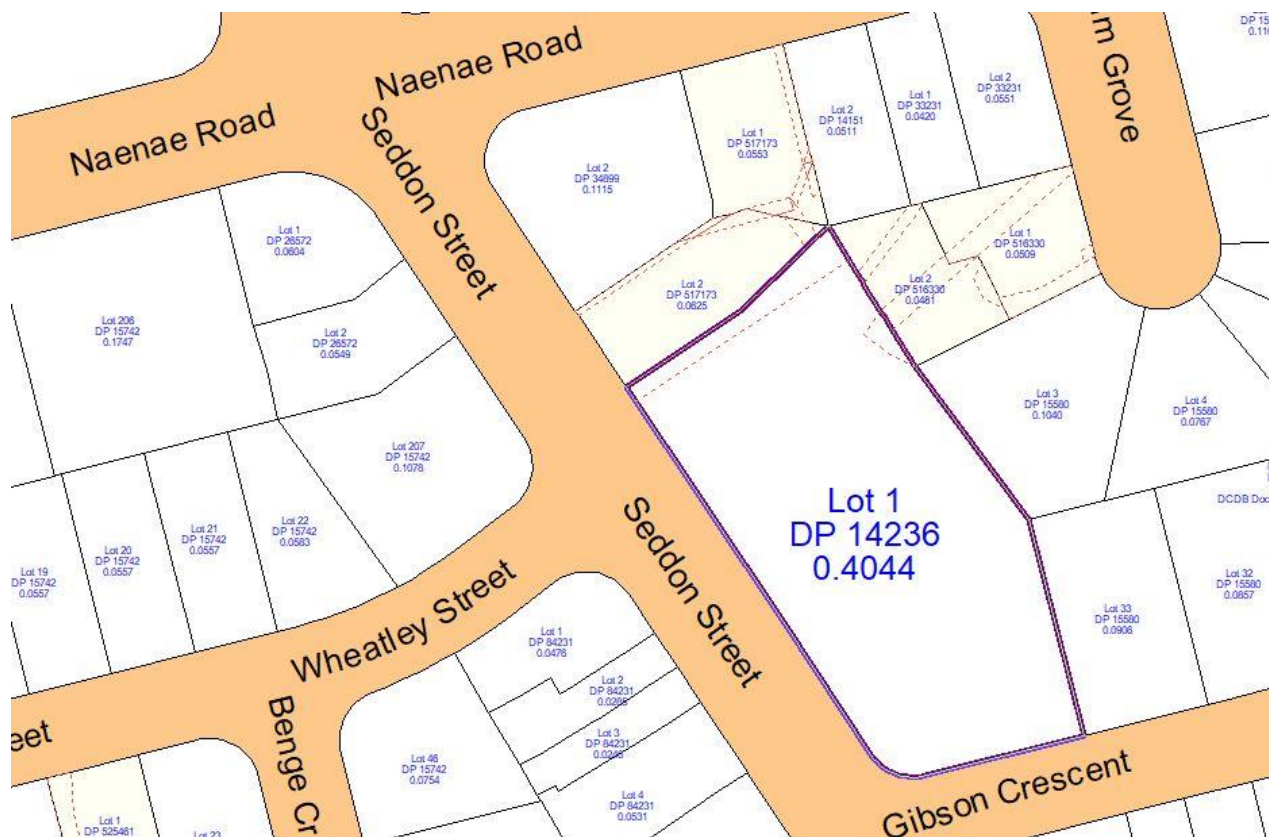 Naenae Road
Naenae Road
Seddon Street
m Grove
Lot 2
DP 34899
0.1115
Lot 1
DP 517173
0.0553
Lot 2
DP 14151
0.0511
Lot 1
DP 33231
0.0420
Lot 2
DP 33231
0.0551
DP 15
Lot 1
DP 26572
0.0604
Lot 2
DP 26572
0.0549
Lot 206
DP 15742
0.1747
Lot 207
DP 15742
0.1078
Lot 2
DP 517173
0.0625
Lot 2
DP 516330
0.0461
Lot 1
DP 516330
0.0509
Lot 3
DP 15580
0.1040
Lot 4
DP 15580
0.0767
DCDB Doc
Lot 1
DP 14236
0.4044
Seddon Street
Lot 19
DP 15742
0.0557
Lot 20
DP 15742
0.0557
Lot 21
DP 15742
0.0557
Lot 22
DP 15742
0.0583
Lot 33
DP 15580
0.0906
Lot 32
DP 15580
0.0857
Wheatley Street
eet
Benge Cr
Lot 1
DP 84231
0.0476
Lot 2
DP 84231
Lot 3
DP 84231
Lot 4
DP 84231
0.0531
Lot 46
DP 15742
0.0754
Lot 1
DP 525461
Lot 23
Gibson Crescent